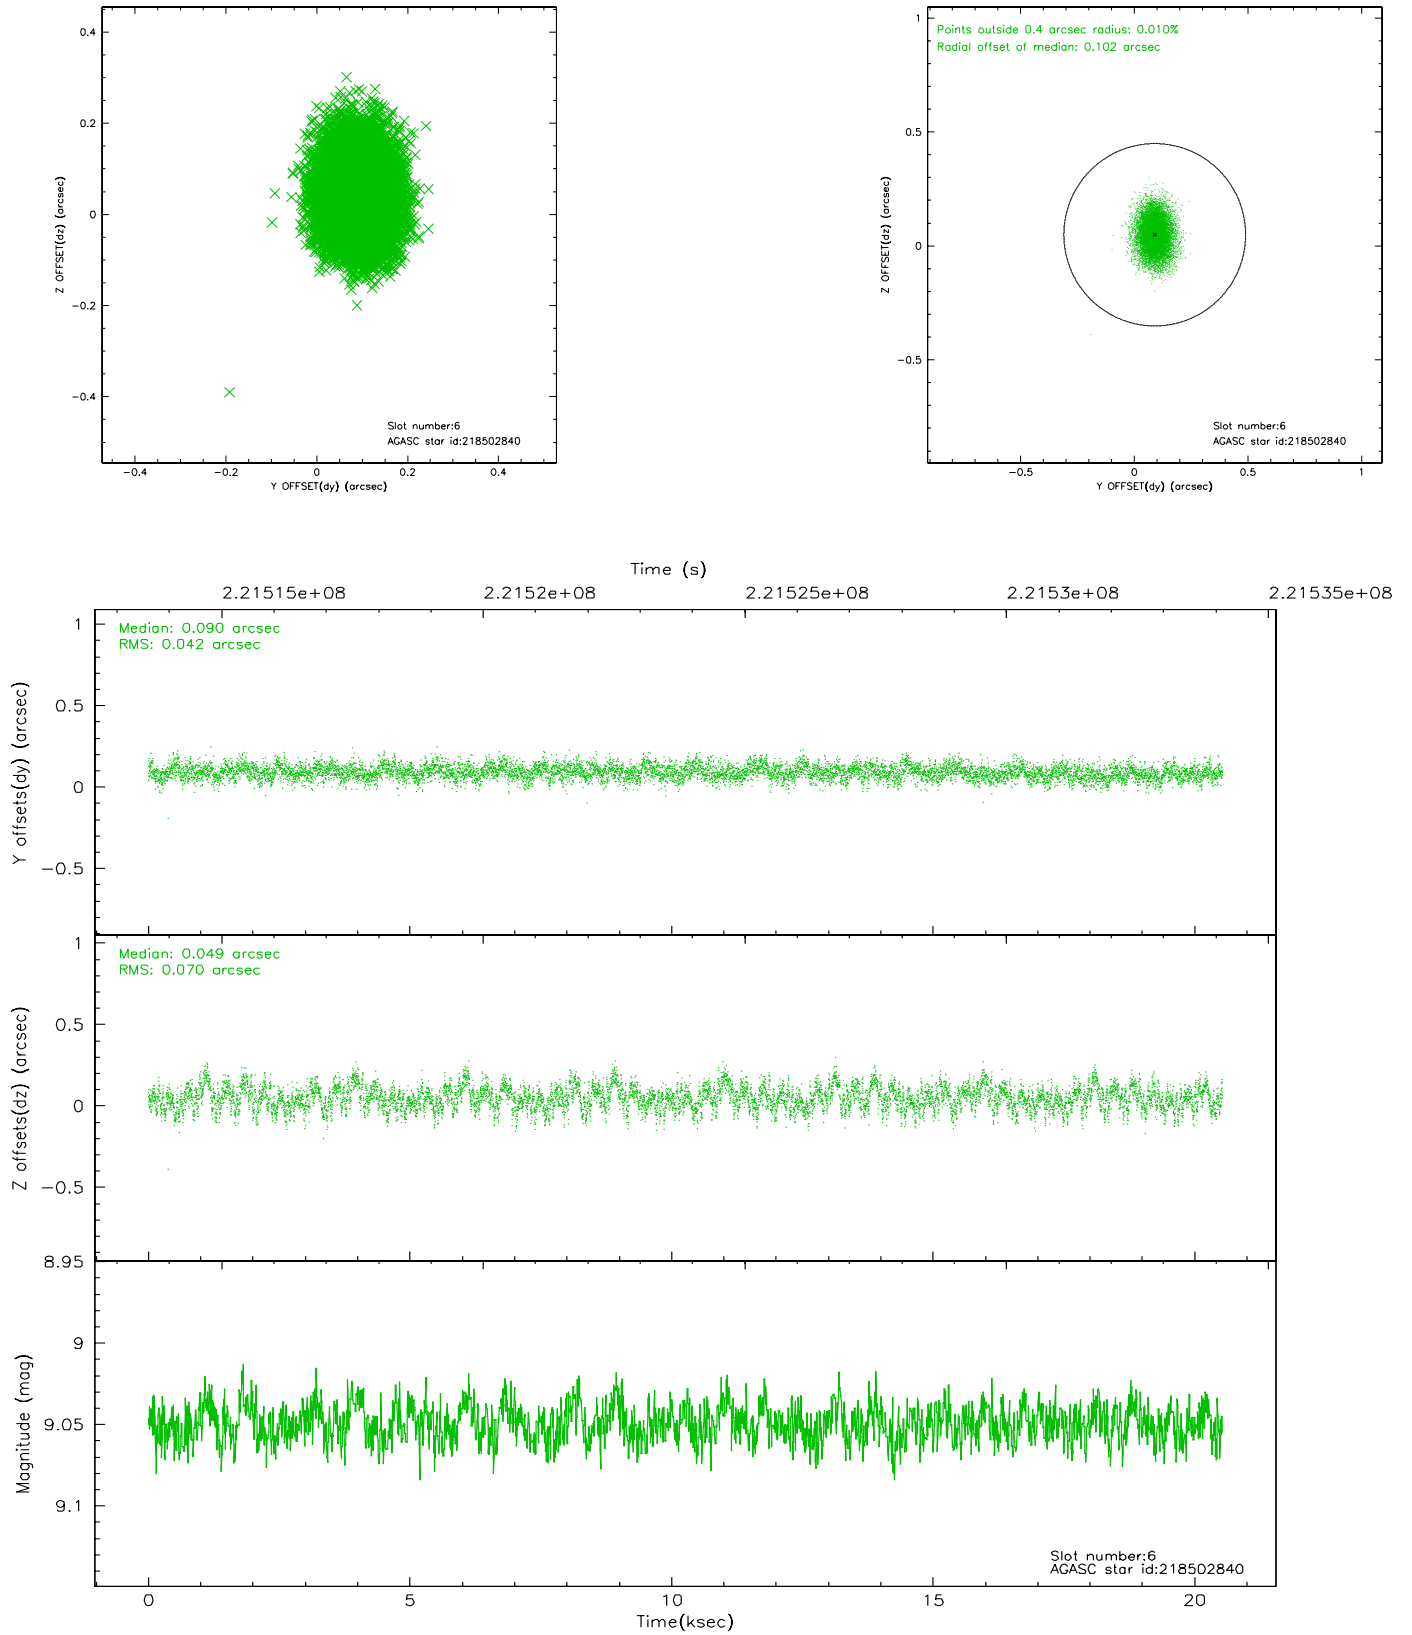 0.4
0.2
0
−0.2
−0.4
−0.4
−0.2
0
0.2
0.4
Z OFFSET(dz) (arcsec)
Y OFFSET(dy) (arcsec)
Slot number:6
AGASC star id:218502840
Points outside 0.4 arcsec radius: 0.010%
Radial offset of median: 0.102 arcsec
1
0.5
0
−0.5
−0.5
0
0.5
1
Z OFFSET(dz) (arcsec)
Y OFFSET(dy) (arcsec)
Slot number:6
AGASC star id:218502840
Time (s)
2.21515e+08
2.2152e+08
2.21525e+08
2.2153e+08
2.21535e+08
Median: 0.090 arcsec
RMS: 0.042 arcsec
1
0.5
0
−0.5
Y offsets(dy) (arcsec)
Median: 0.049 arcsec
RMS: 0.070 arcsec
1
0.5
0
−0.5
Z offsets(dz) (arcsec)
8.95
9
9.05
9.1
Magnitude (mag)
Slot number:6
AGASC star id:218502840
0
5
10
15
20
Time(ksec)